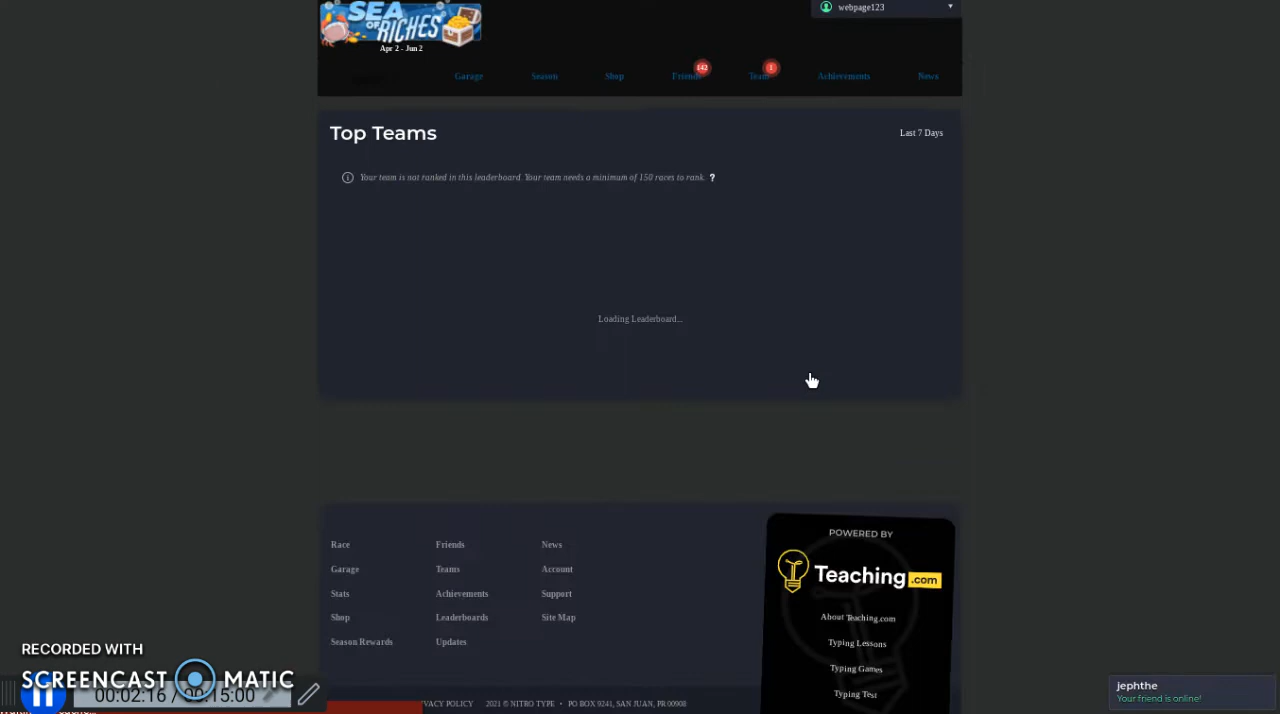 SEA OF RICHES
Apr 2 - Jun 2
webpage123
Garage Season Shop Friends 142 Team 1 Achievements News
Top Teams
Last 7 Days
Your team is not ranked in this leaderboard. Your team needs a minimum of 150 races to rank. ?
Loading Leaderboard...
Race Friends News
Garage Teams Account
Stats Achievements Support
Shop Leaderboards Site Map
Season Rewards Updates
POWERED BY
Teaching.com
About Teaching.com
Typing Lessons
Typing Games
Typing Test
RECORDED WITH
SCREENCAST MATIC
00:02:16 / 00:15:00
VACY POLICY 2021 © NITRO TYPE • PO BOX 9241, SAN JUAN, PR 00908
jephthe
Your friend is online!